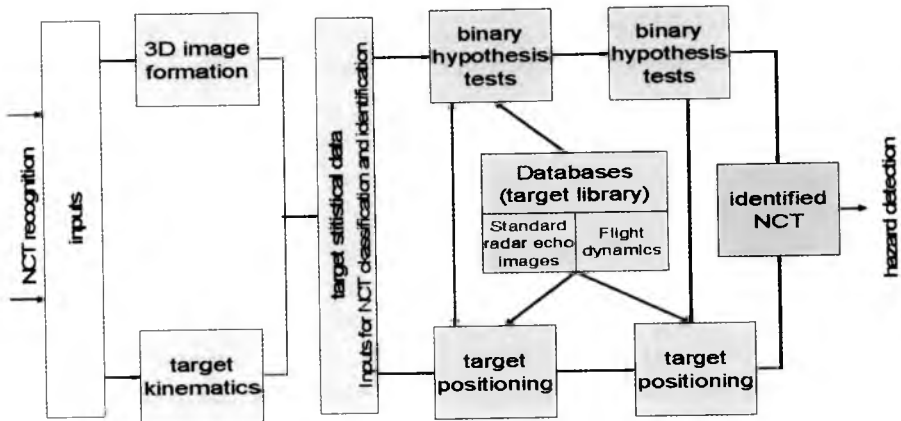 NCT recognition
inputs
3D image
formation
target
kinematics
target stitistical data
Inputs for NCT classification and identification
binary
hypothesis
tests
binary
hypothesis
tests
Databases
(target library)
Standard
radar echo
images
Flight
dynamics
target
positioning
target
positioning
identified
NCT
hazard detection